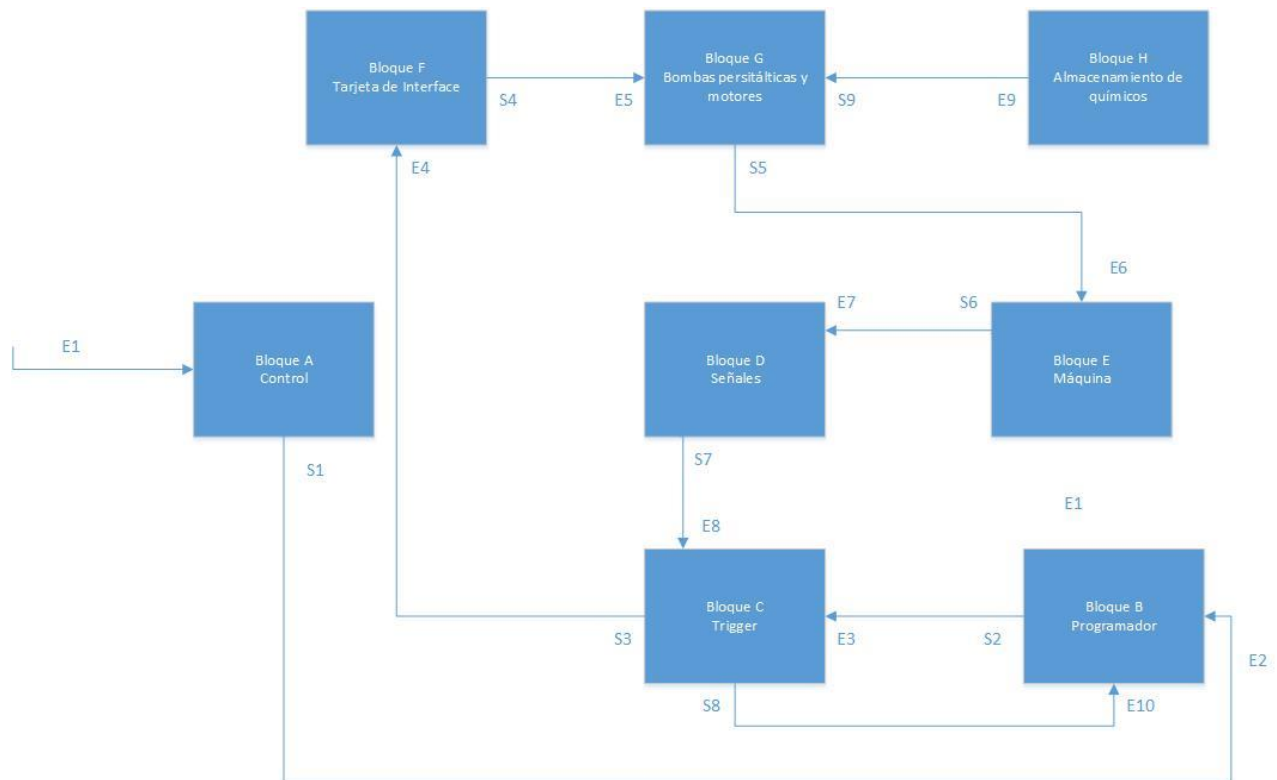 Bloque F
Tarjeta de Interface
Bloque G
Bombas persitálticas y
motores
Bloque H
Almacenamiento de
químicos
S4
E5
S9
E9
E4
S5
E6
E1
Bloque A
Control
E7
S6
Bloque D
Señales
Bloque E
Máquina
S1
S7
E1
E8
Bloque C
Trigger
Bloque B
Programador
S3
E3
S2
E2
S8
E10